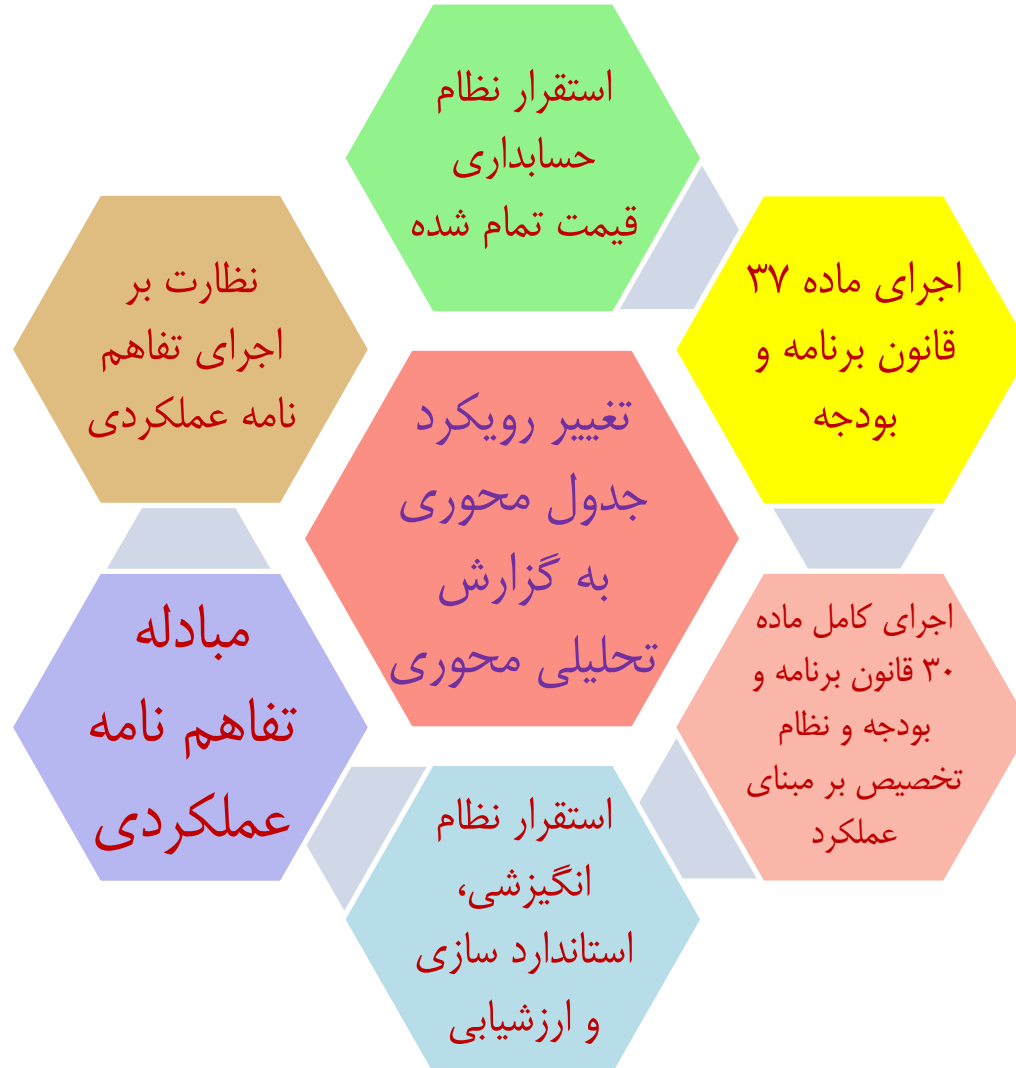 استقرار نظام
حسابداری
قیمت تمام شده
اجرای ماده ۳۷
قانون برنامه و
بودجه
اجرای کامل ماده
۳۰ قانون برنامه و
بودجه و نظام
تخصیص بر مبنای
عملکرد
استقرار نظام
انگیزشی،
استاندارد سازی
و ارزشیابی
مبادله
تفاهم نامه
عملکردی
نظارت بر
اجرای تفاهم
نامه عملکردی
تغییر رویکرد
جدول محوری
به گزارش
تحلیلی محوری